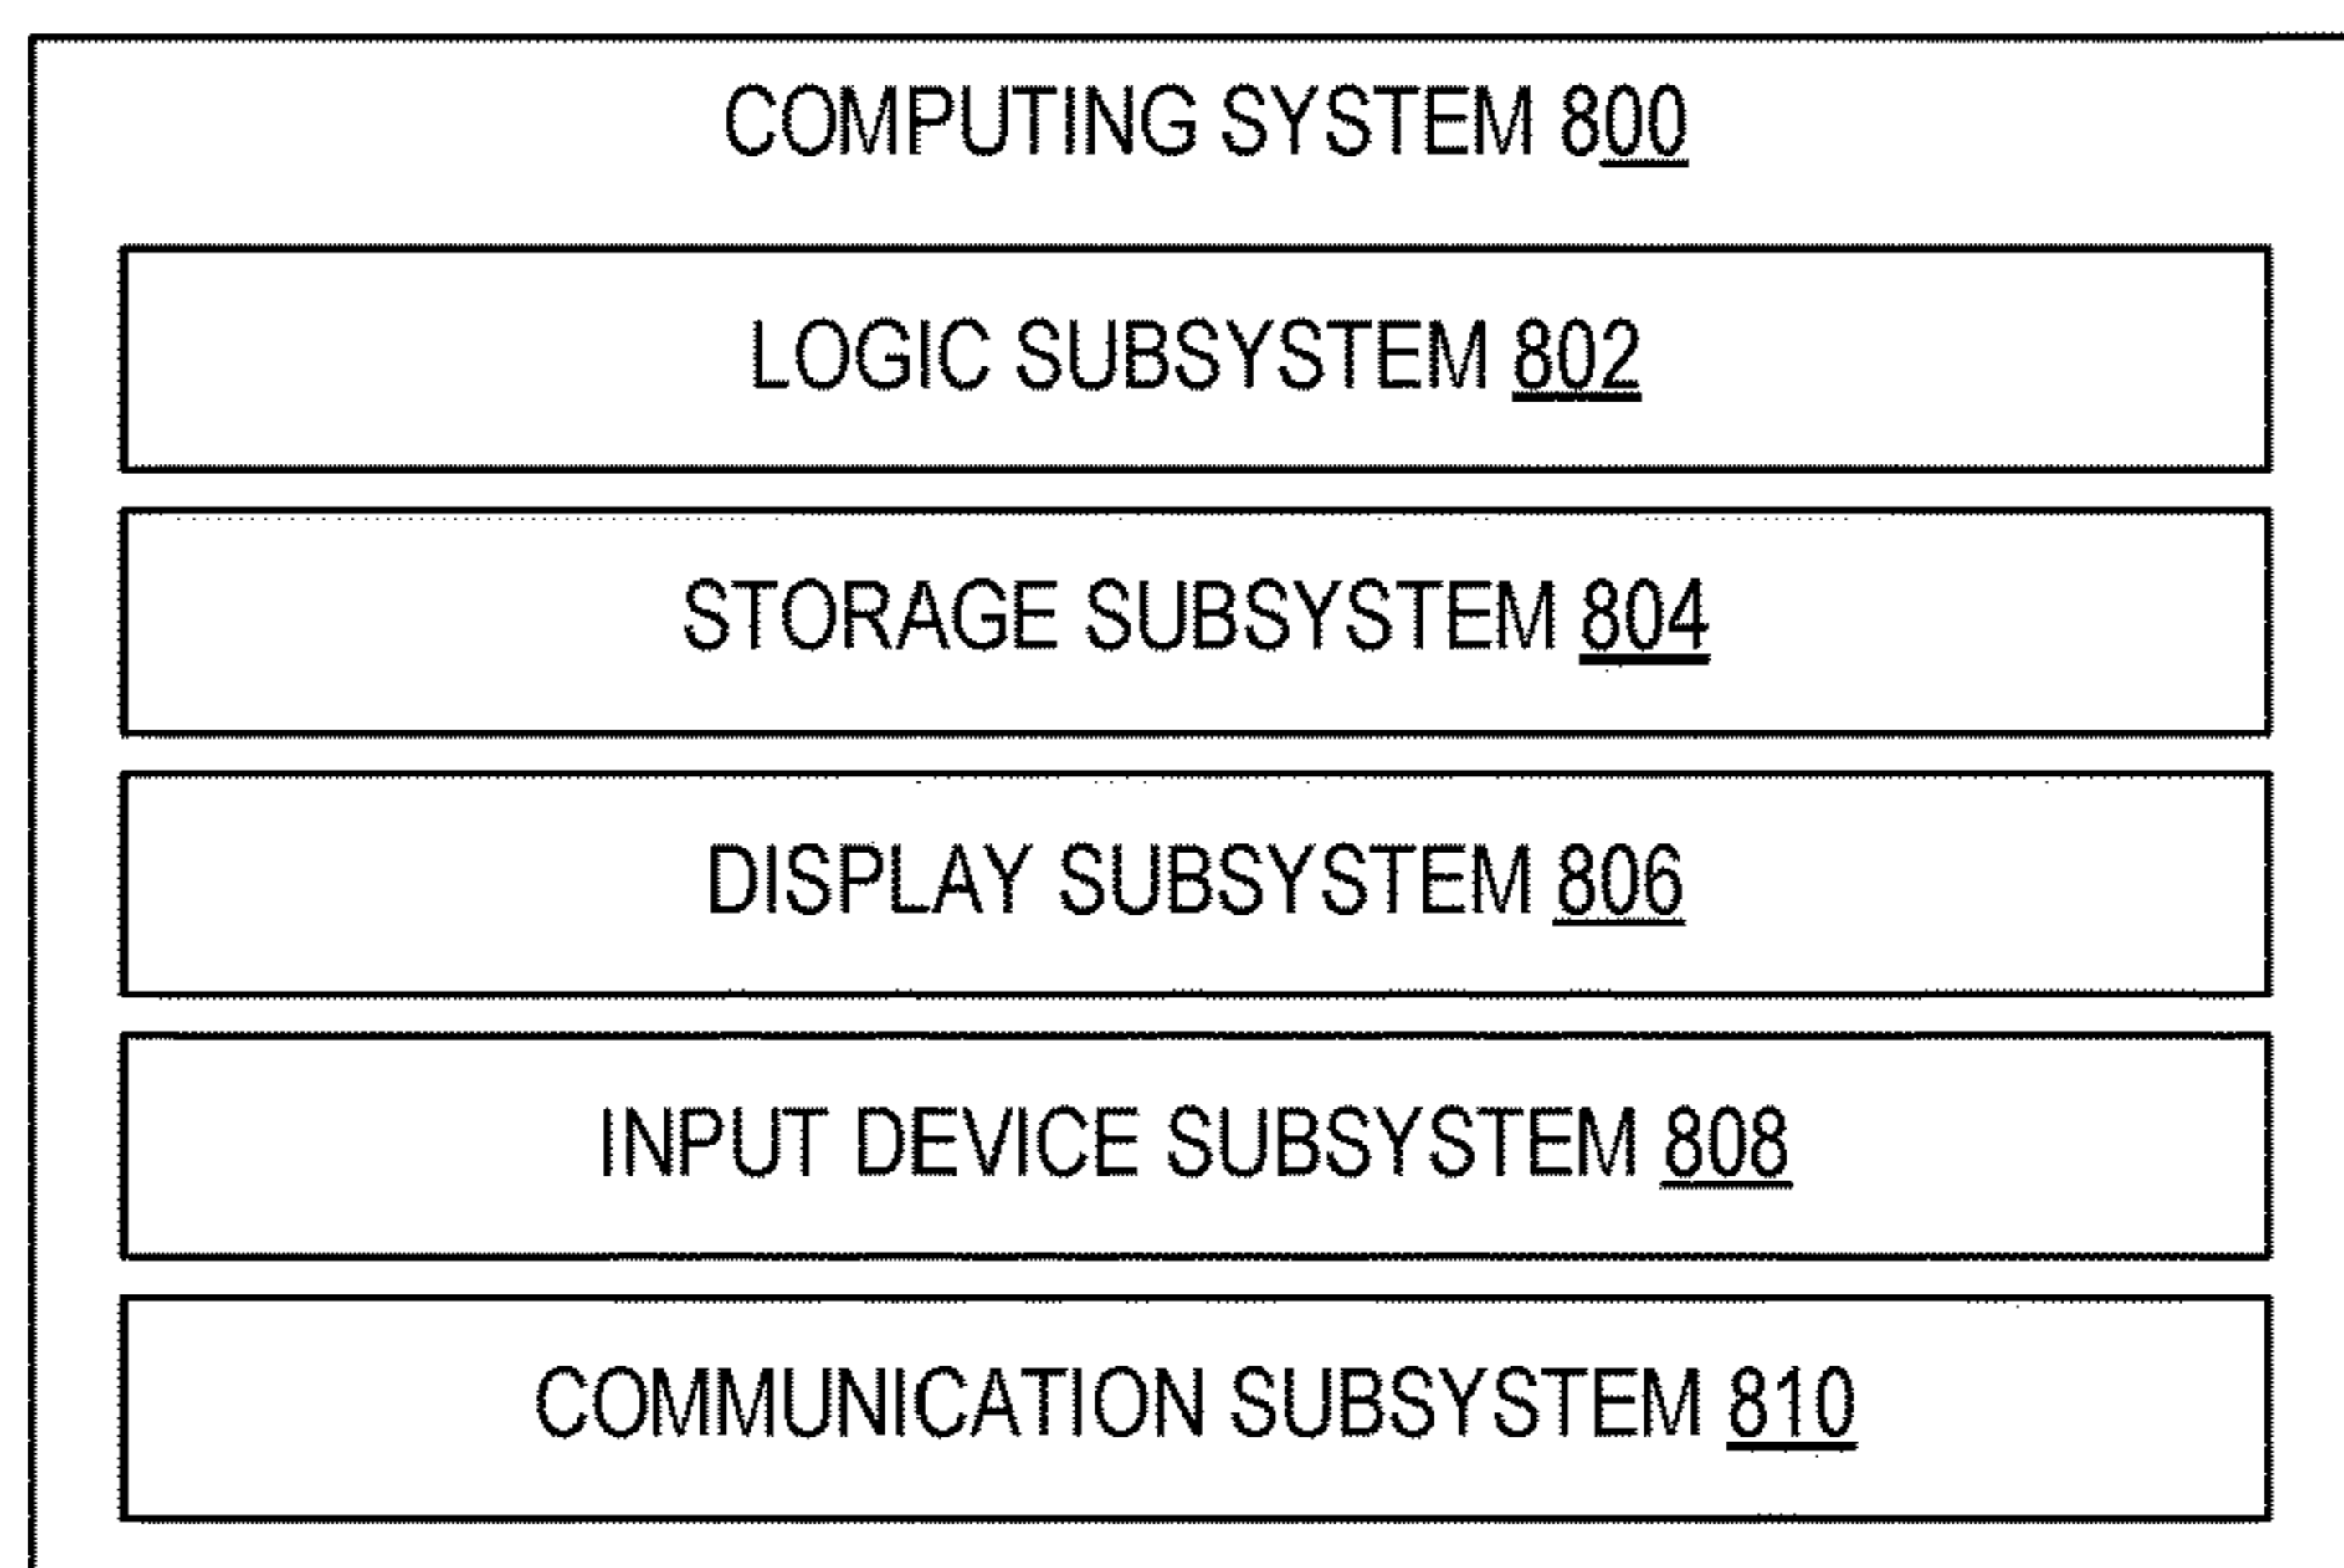 COMPUTING SYSTEM 800
LOGIC SUBSYSTEM 802
STORAGE SUBSYSTEM 804
DISPLAY SUBSYSTEM 806
INPUT DEVICE SUBSYSTEM 808
COMMUNICATION SUBSYSTEM 810